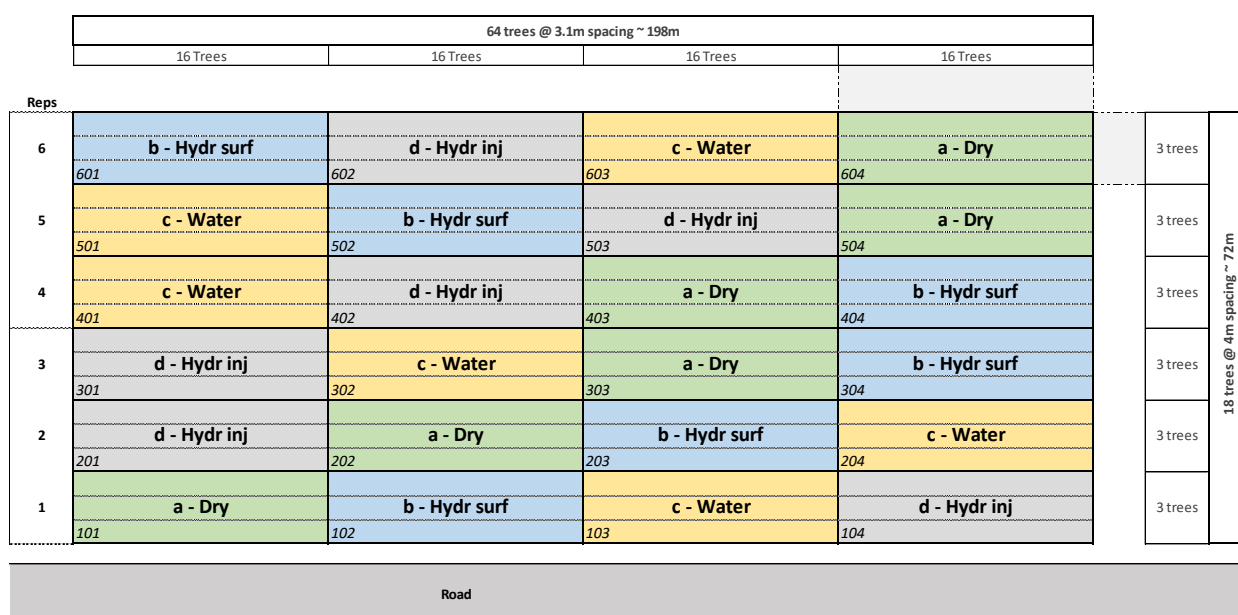 64 trees @ 3.1m spacing ~ 198m
16 Trees 16 Trees 16 Trees 16 Trees
Reps
6 b - Hydr surf d - Hydr inj c - Water a - Dry 3 trees
601 602 603 604
5 c - Water b - Hydr surf d - Hydr inj a - Dry 3 trees
501 502 503 504
4 c - Water d - Hydr inj a - Dry b - Hydr surf 3 trees
401 402 403 404
3 d - Hydr inj c - Water a - Dry b - Hydr surf 3 trees
301 302 303 304
2 d - Hydr inj a - Dry b - Hydr surf c - Water 3 trees
201 202 203 204
1 a - Dry b - Hydr surf c - Water d - Hydr inj 3 trees
101 102 103 104
18 trees @ 4m spacing ~ 72m
Road